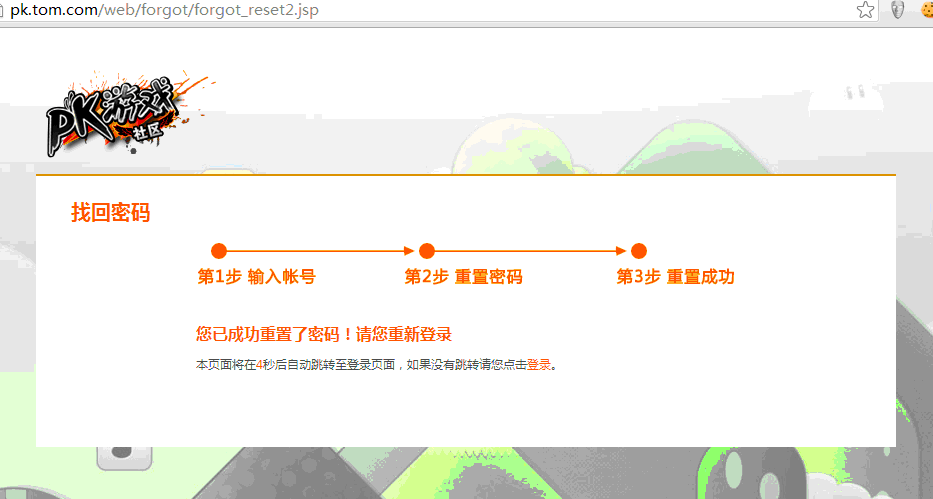 pk.tom.com/web/forgot/forgot_reset2.jsp
PK游戏
社区
找回密码
第1步 输入帐号 第2步 重置密码 第3步 重置成功
您已成功重置了密码！请您重新登录
本页面将在4秒后自动跳转至登录页面，如果没有跳转请您点击登录。